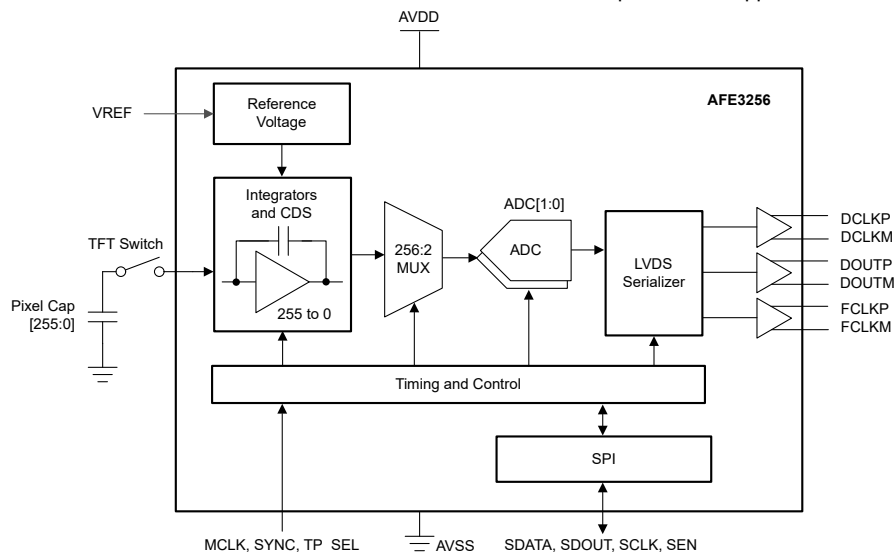 AVDD
AFE3256
Reference
Voltage
VREF
Integrators
and CDS
255 to 0
TFT Switch
Pixel Cap
[255:0]
256:2
MUX
ADC[1:0]
ADC
LVDS
Serializer
DCLKP
DCLKM
DOUTP
DOUTM
FCLKP
FCLKM
Timing and Control
SPI
MCLK, SYNC, TP SEL
AVSS
SDATA, SDOUT, SCLK, SEN